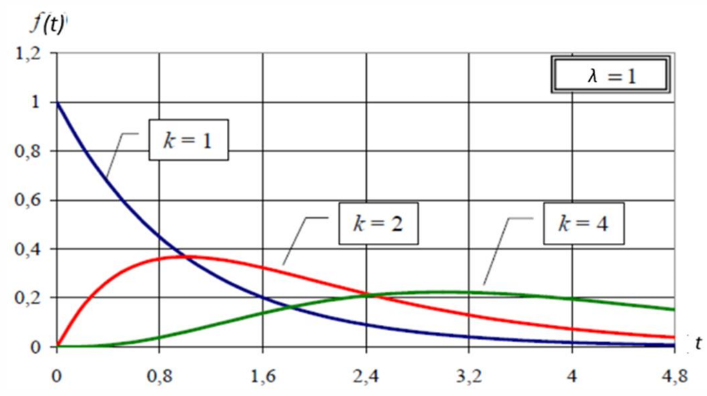 f(t)
1,2
λ = 1
1
k = 1
0,8
0,6
k = 2
k = 4
0,4
0,2
0
t
0 0,8 1,6 2,4 3,2 4 4,8